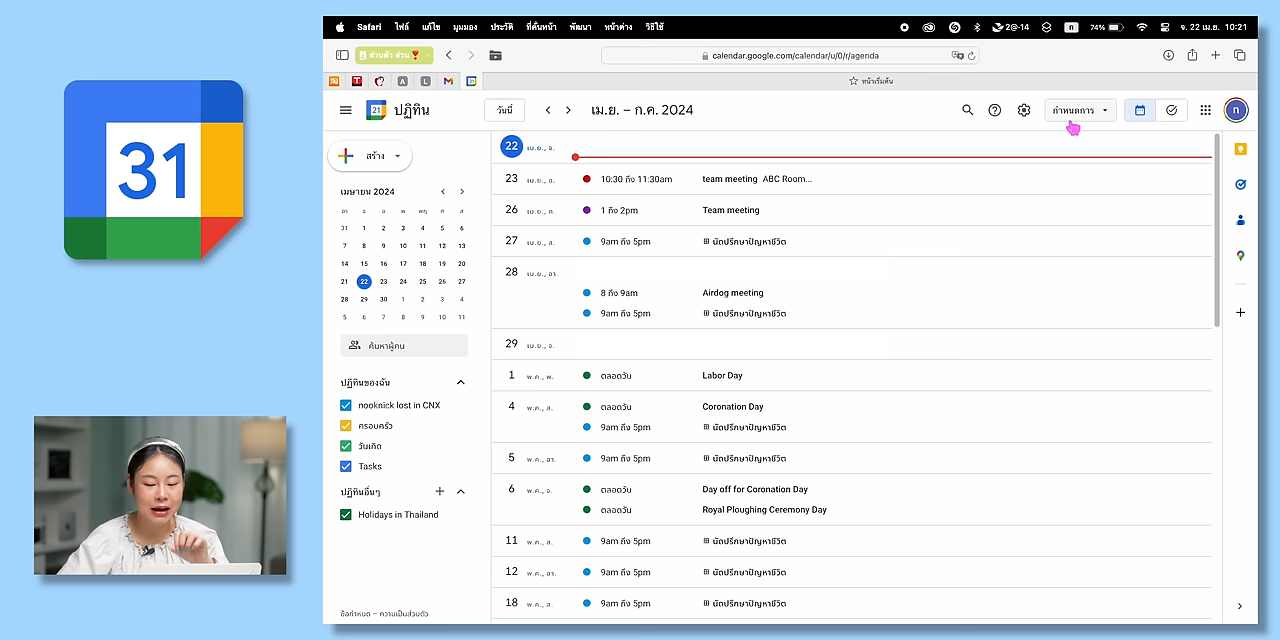 31
Safari ไฟล์ แก้ไข มุมมอง ประวัติ ที่คั่นหน้า พัฒนา หน้าต่าง วิธีใช้
2@-14 ก 74% จ. 22 เม.ย. 10:21
ส่วนตัว ส่วน
calendar.google.com/calendar/u/0/r/agenda
หน้าเริ่มต้น
21 ปฏิทิน วันนี้ เม.ย. – ก.ค. 2024 กำหนดการ n
สร้าง
เมษายน 2024
อา จ อ พ พฤ ศ ส
31 1 2 3 4 5 6
7 8 9 10 11 12 13
14 15 16 17 18 19 20
21 22 23 24 25 26 27
28 29 30 1 2 3 4
5 6 7 8 9 10 11
ค้นหาผู้คน
ปฏิทินของฉัน
nooknick lost in CNX
ครอบครัว
วันเกิด
Tasks
ปฏิทินอื่นๆ
Holidays in Thailand
ข้อกำหนด – ความเป็นส่วนตัว
22 เม.ย., จ.
23 เม.ย., อ. 10:30 ถึง 11:30am team meeting ABC Room...
26 เม.ย., ศ. 1 ถึง 2pm Team meeting
27 เม.ย., ส. 9am ถึง 5pm นัดปรึกษาปัญหาชีวิต
28 เม.ย., อา.
8 ถึง 9am Airdog meeting
9am ถึง 5pm นัดปรึกษาปัญหาชีวิต
29 เม.ย., จ.
1 พ.ค., พ. ตลอดวัน Labor Day
4 พ.ค., ส. ตลอดวัน Coronation Day
9am ถึง 5pm นัดปรึกษาปัญหาชีวิต
5 พ.ค., อา. 9am ถึง 5pm นัดปรึกษาปัญหาชีวิต
6 พ.ค., จ. ตลอดวัน Day off for Coronation Day
ตลอดวัน Royal Ploughing Ceremony Day
11 พ.ค., ส. 9am ถึง 5pm นัดปรึกษาปัญหาชีวิต
12 พ.ค., อา. 9am ถึง 5pm นัดปรึกษาปัญหาชีวิต
18 พ.ค., ส. 9am ถึง 5pm นัดปรึกษาปัญหาชีวิต